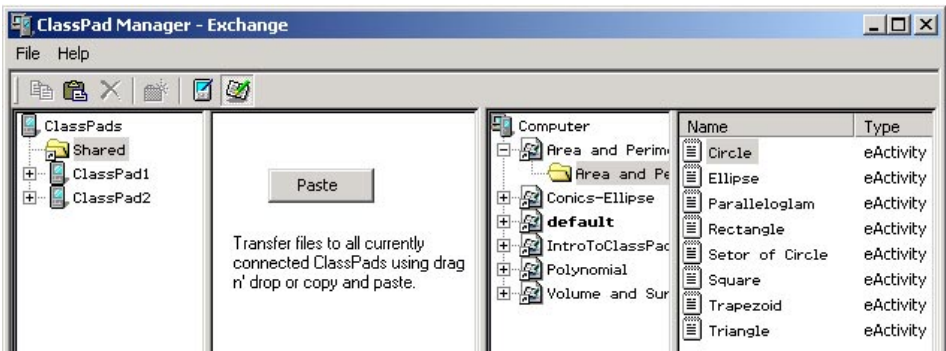 ClassPad Manager - Exchange
File Help
ClassPads
Shared
ClassPad1
ClassPad2
Paste
Transfer files to all currently
connected ClassPads using drag
n' drop or copy and paste.
Computer
Area and Perim
Area and Pe
Conics-Ellipse
default
IntroToClassPad
Polynomial
Volume and Sur
Name Type
Circle eActivity
Ellipse eActivity
Paralleloglam eActivity
Rectangle eActivity
Setor of Circle eActivity
Square eActivity
Trapezoid eActivity
Triangle eActivity